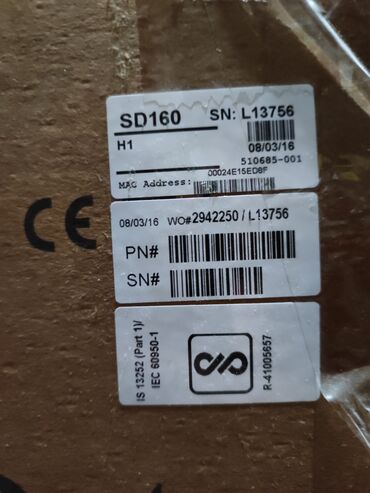 SD160 SN: L13756
H1
08/03/16
510685-001
MAC Address: 00024E15ED8F
CE
08/03/16 WO#2942250 / L13756
PN#
SN#
IS 13252 (Part 1)/
IEC 60950-1
R-41005657